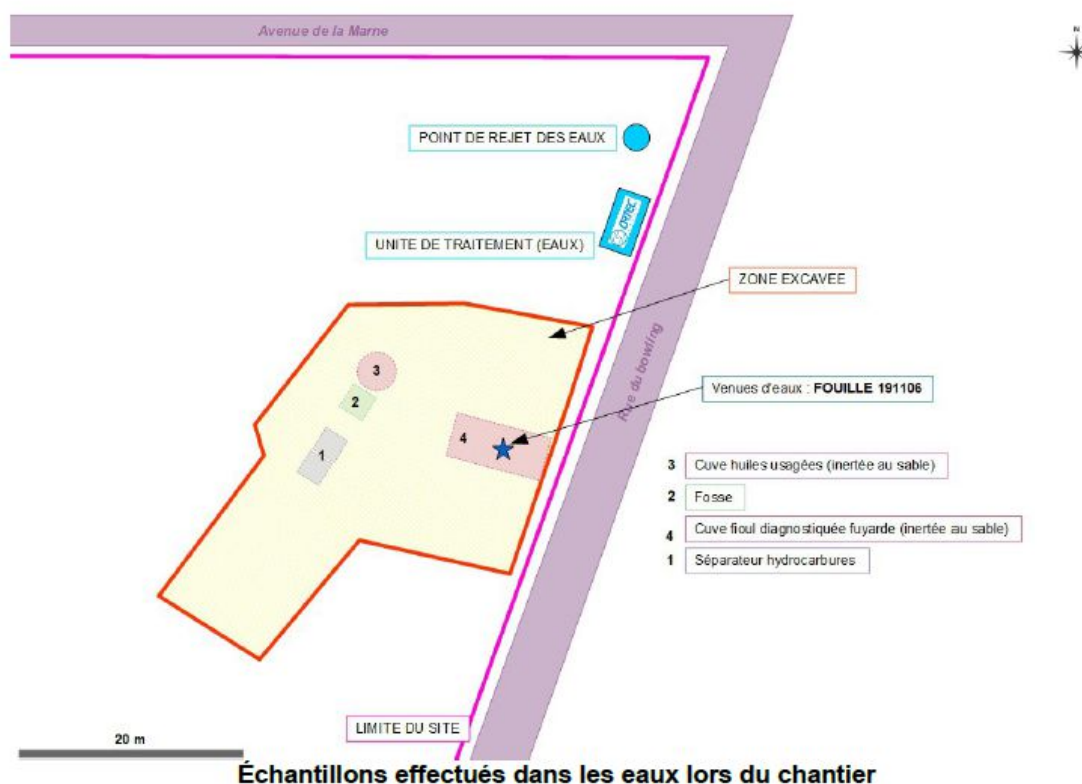 Avenue de la Marne
N
POINT DE REJET DES EAUX
ORTEC
UNITE DE TRAITEMENT (EAUX)
ZONE EXCAVEE
Rue du bowling
Venues d'eaux : FOUILLE 191106
3
2
1
4
3 Cuve huiles usagées (inertée au sable)
2 Fosse
4 Cuve fioul diagnostiquée fuyarde (inertée au sable)
1 Séparateur hydrocarbures
LIMITE DU SITE
20 m
Échantillons effectués dans les eaux lors du chantier